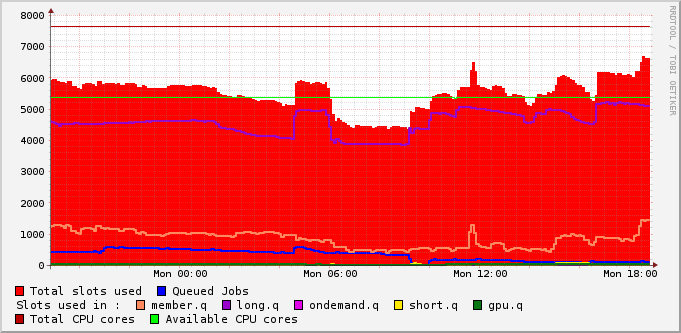 8000
7000
6000
5000
4000
3000
2000
1000
0
Mon 00:00 Mon 06:00 Mon 12:00 Mon 18:00
RRDTOOL / TOBI OETIKER
Total slots used Queued Jobs
Slots used in : member.q long.q ondemand.q short.q gpu.q
Total CPU cores Available CPU cores